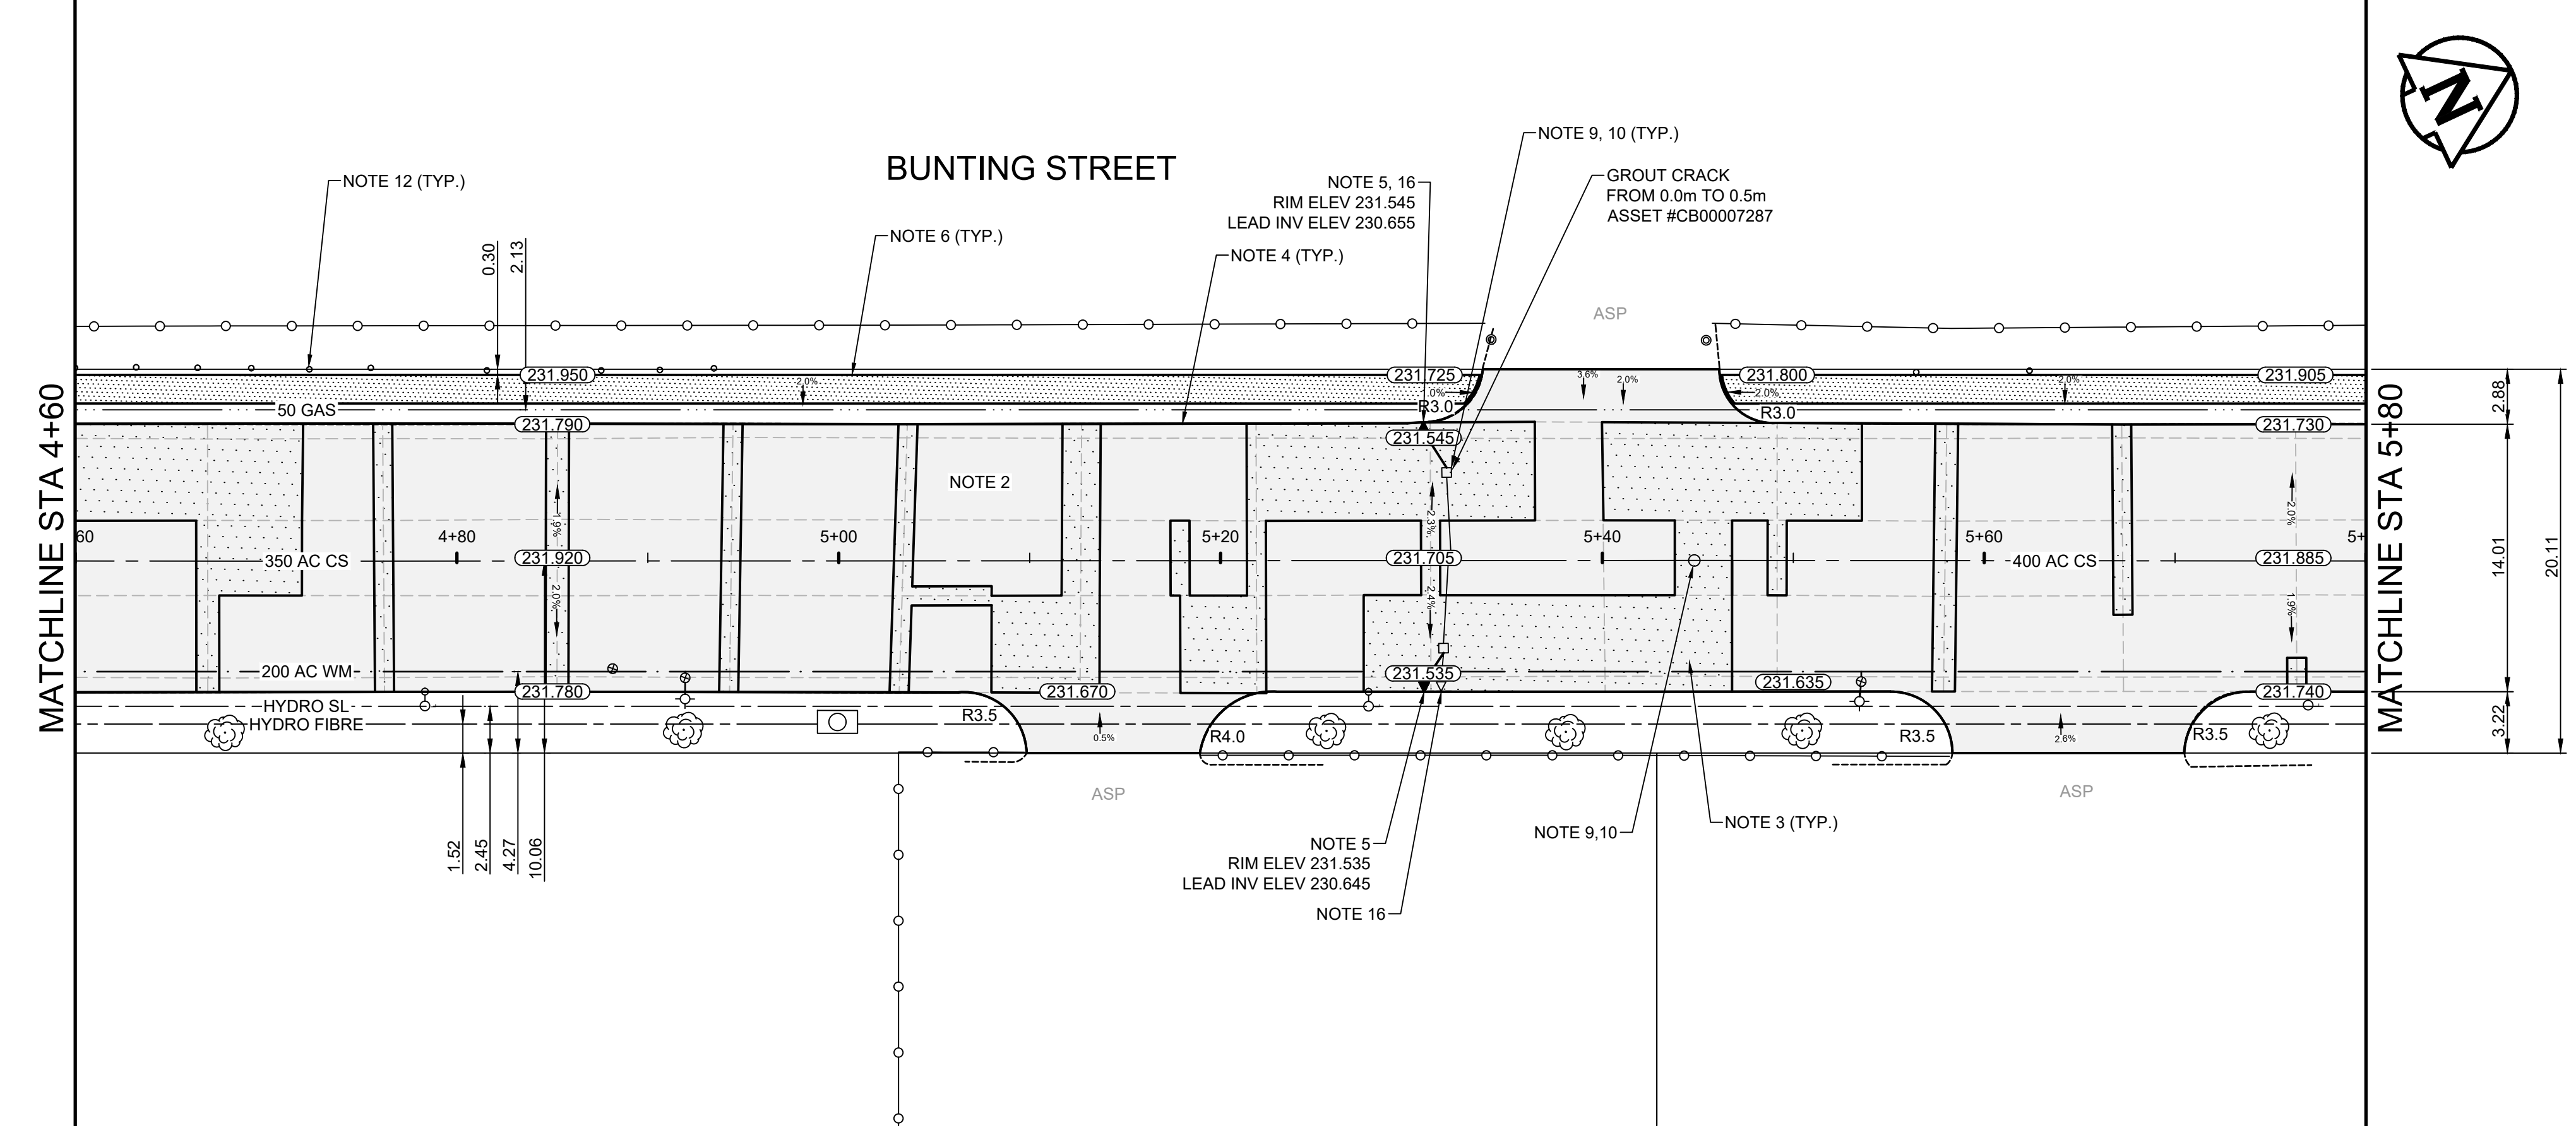 N
NOTE 9, 10 (TYP.)
BUNTING STREET
GROUT CRACK
FROM 0.0m TO 0.5m
ASSET #CB00007287
NOTE 12 (TYP.)
NOTE 5, 16
RIM ELEV 231.545
LEAD INV ELEV 230.655
NOTE 6 (TYP.)
0.30
2.13
NOTE 4 (TYP.)
ASP
231.950
231.725
231.800
231.905
2.0%
3.6%
2.0%
.0%
2.0%
2.0%
50 GAS
R3.0
R3.0
231.790
231.545
231.730
2.88
MATCHLINE STA 4+60
MATCHLINE STA 5+80
NOTE 2
1.9%
2.3%
2.0%
60
4+80
5+00
5+20
5+40
5+60
5+
350 AC CS
231.920
231.705
400 AC CS
231.885
14.01
20.11
2.0%
2.4%
1.9%
200 AC WM
231.780
231.670
231.535
231.635
231.740
HYDRO SL
HYDRO FIBRE
R3.5
R4.0
R3.5
R3.5
3.22
0.5%
2.6%
ASP
ASP
1.52
2.45
4.27
10.06
NOTE 5
RIM ELEV 231.535
LEAD INV ELEV 230.645
NOTE 16
NOTE 9,10
NOTE 3 (TYP.)